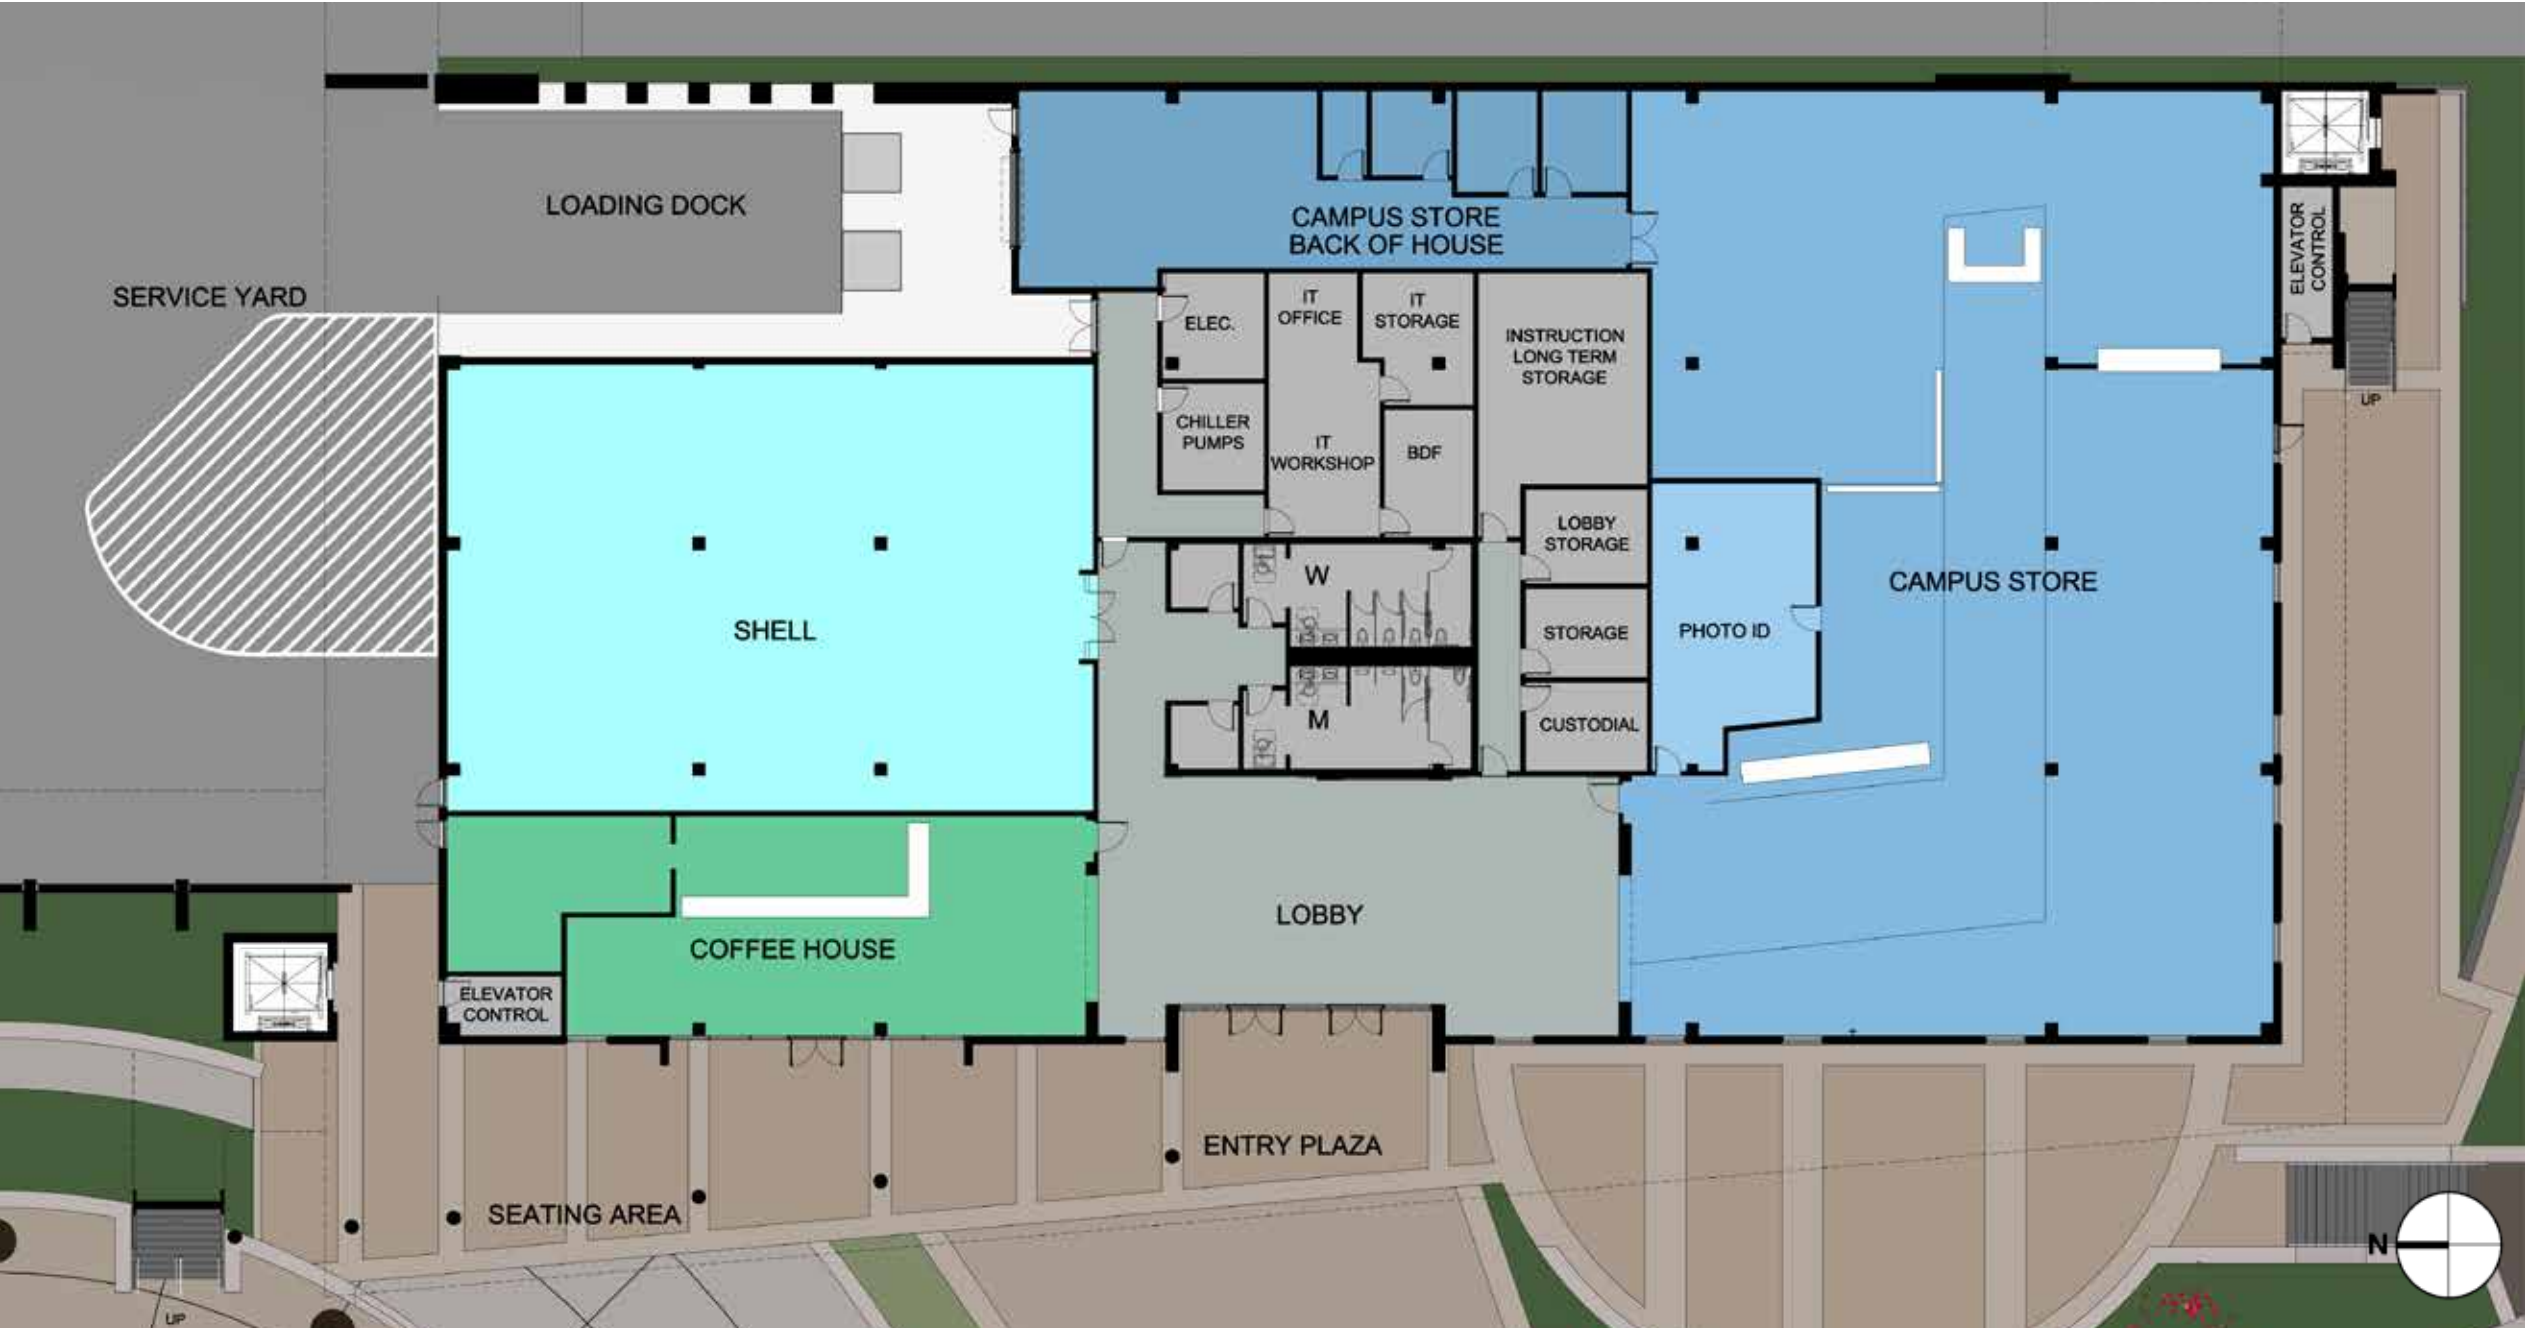 LOADING DOCK
CAMPUS STORE
BACK OF HOUSE
ELEVATOR
CONTROL
SERVICE YARD
ELEC.
IT
OFFICE
IT
STORAGE
INSTRUCTION
LONG TERM
STORAGE
UP
CHILLER
PUMPS
IT
WORKSHOP
BDF
LOBBY
STORAGE
W
CAMPUS STORE
SHELL
STORAGE
PHOTO ID
M
CUSTODIAL
LOBBY
COFFEE HOUSE
ELEVATOR
CONTROL
ENTRY PLAZA
SEATING AREA
N
UP